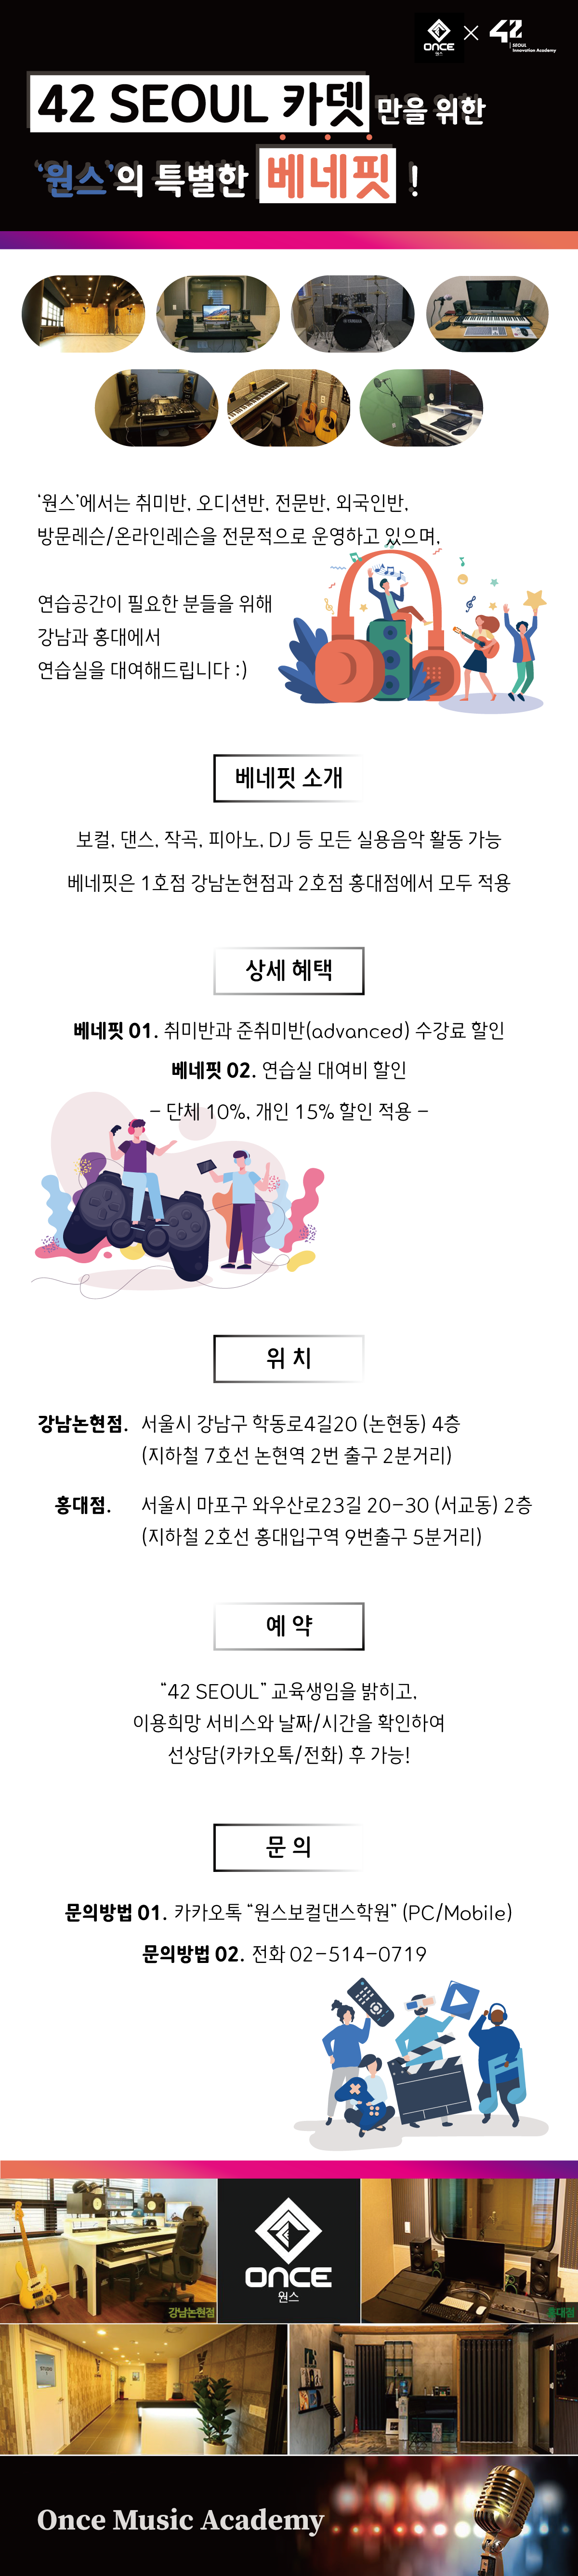 ONCE
원스
×
42
SEOUL
Innovation Academy
42 SEOUL 카뎃 만을 위한
‘원스’의 특별한 베네핏 !
‘원스’에서는 취미반, 오디션반, 전문반, 외국인반,
방문레슨/온라인레슨을 전문적으로 운영하고 있으며,
연습공간이 필요한 분들을 위해
강남과 홍대에서
연습실을 대여해드립니다 :)
베네핏 소개
보컬, 댄스, 작곡, 피아노, DJ 등 모든 실용음악 활동 가능
베네핏은 1호점 강남논현점과 2호점 홍대점에서 모두 적용
상세 혜택
베네핏 01. 취미반과 준취미반(advanced) 수강료 할인
베네핏 02. 연습실 대여비 할인
- 단체 10%, 개인 15% 할인 적용 -
위 치
강남논현점. 서울시 강남구 학동로4길20 (논현동) 4층
(지하철 7호선 논현역 2번 출구 2분거리)
홍대점. 서울시 마포구 와우산로23길 20-30 (서교동) 2층
(지하철 2호선 홍대입구역 9번출구 5분거리)
예 약
“42 SEOUL” 교육생임을 밝히고,
이용희망 서비스와 날짜/시간을 확인하여
선상담(카카오톡/전화) 후 가능!
문 의
문의방법 01. 카카오톡 “원스보컬댄스학원” (PC/Mobile)
문의방법 02. 전화 02-514-0719
강남논현점
ONCE
원스
홍대점
Once Music Academy